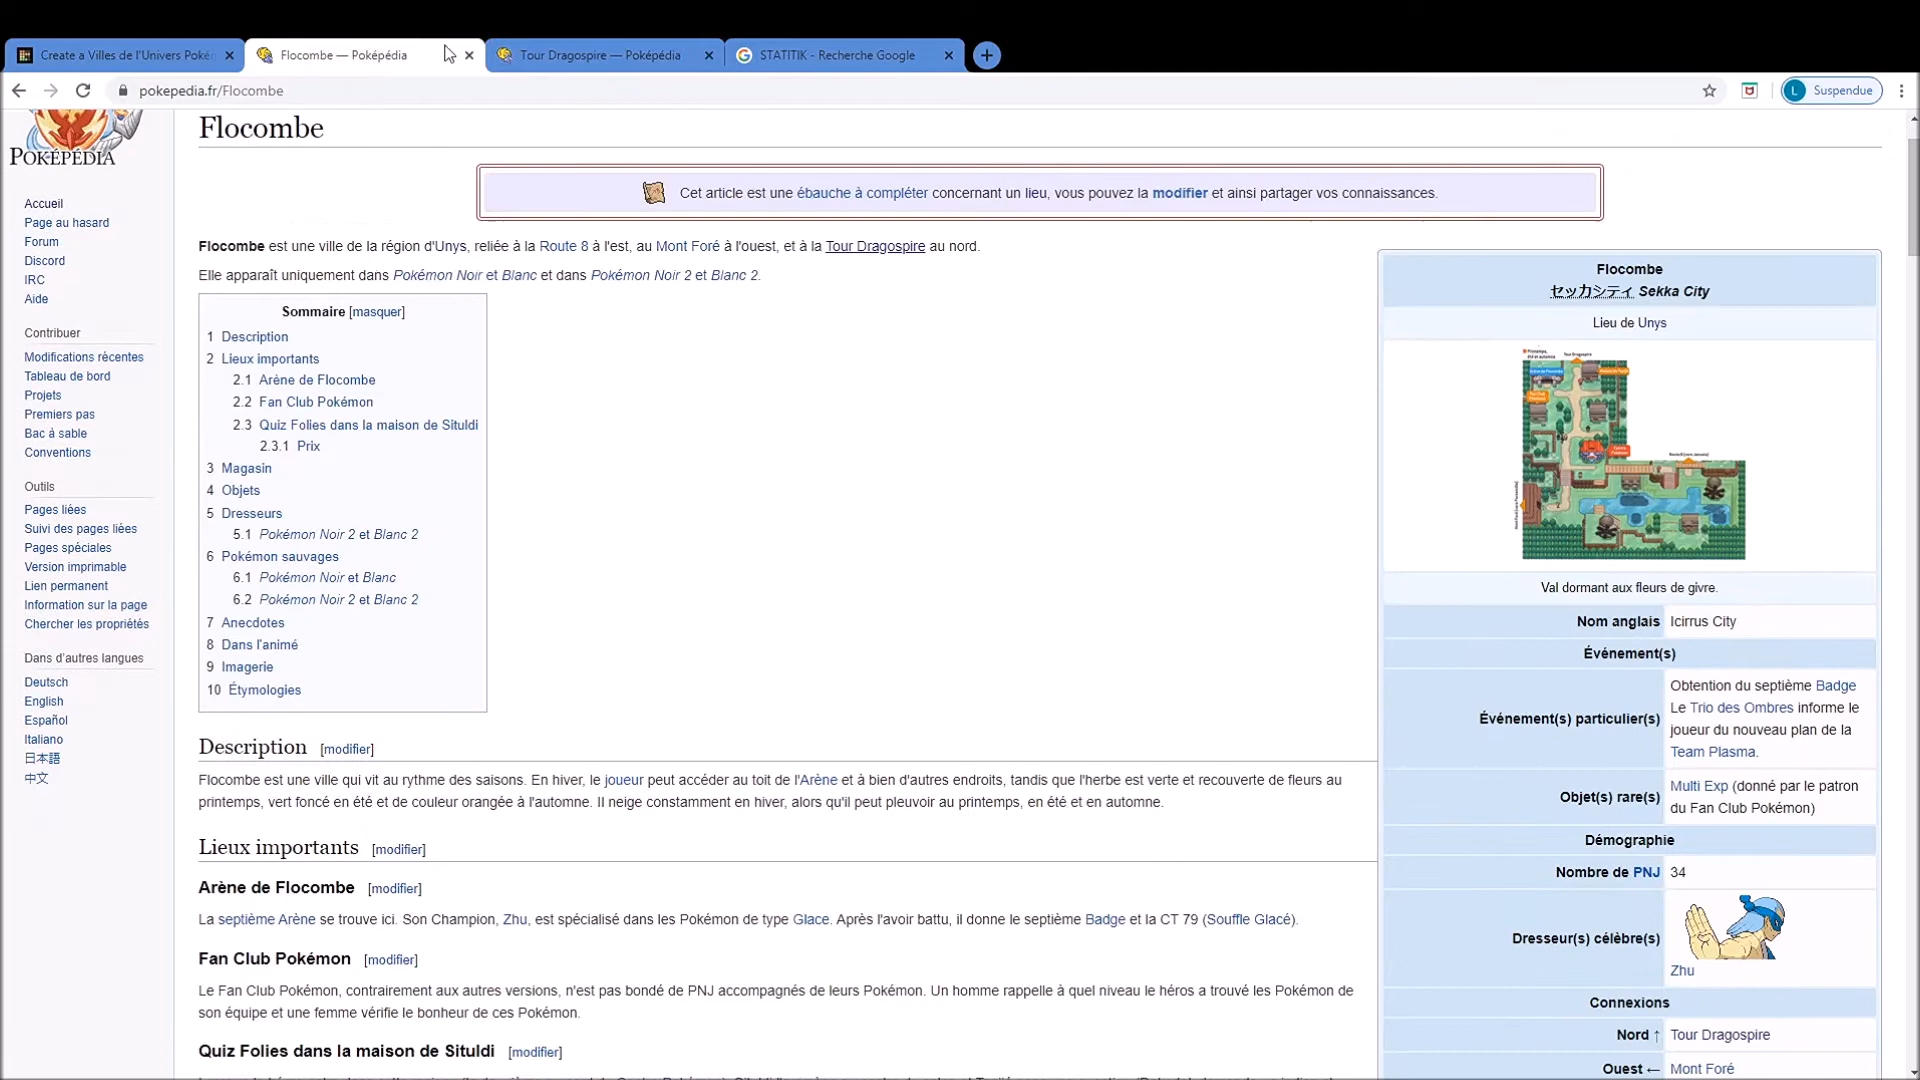 Create a Villes de l'Univers Poké
Flocombe — Poképédia
Tour Dragospire — Poképédia
STATITIK - Recherche Google
pokepedia.fr/Flocombe
L Suspendue
POKÉPÉDIA
Accueil
Page au hasard
Forum
Discord
IRC
Aide
Contribuer
Modifications récentes
Tableau de bord
Projets
Premiers pas
Bac à sable
Conventions
Outils
Pages liées
Suivi des pages liées
Pages spéciales
Version imprimable
Lien permanent
Information sur la page
Chercher les propriétés
Dans d'autres langues
Deutsch
English
Español
Italiano
日本語
中文
Flocombe
Cet article est une ébauche à compléter concernant un lieu, vous pouvez la modifier et ainsi partager vos connaissances.
Flocombe est une ville de la région d'Unys, reliée à la Route 8 à l'est, au Mont Foré à l'ouest, et à la Tour Dragospire au nord.
Elle apparaît uniquement dans Pokémon Noir et Blanc et dans Pokémon Noir 2 et Blanc 2.
Sommaire [masquer]
1 Description
2 Lieux importants
2.1 Arène de Flocombe
2.2 Fan Club Pokémon
2.3 Quiz Folies dans la maison de Situldi
2.3.1 Prix
3 Magasin
4 Objets
5 Dresseurs
5.1 Pokémon Noir 2 et Blanc 2
6 Pokémon sauvages
6.1 Pokémon Noir et Blanc
6.2 Pokémon Noir 2 et Blanc 2
7 Anecdotes
8 Dans l'animé
9 Imagerie
10 Étymologies
Description [modifier]
Flocombe est une ville qui vit au rythme des saisons. En hiver, le joueur peut accéder au toit de l'Arène et à bien d'autres endroits, tandis que l'herbe est verte et recouverte de fleurs au
printemps, vert foncé en été et de couleur orangée à l'automne. Il neige constamment en hiver, alors qu'il peut pleuvoir au printemps, en été et en automne.
Lieux importants [modifier]
Arène de Flocombe [modifier]
La septième Arène se trouve ici. Son Champion, Zhu, est spécialisé dans les Pokémon de type Glace. Après l'avoir battu, il donne le septième Badge et la CT 79 (Souffle Glacé).
Fan Club Pokémon [modifier]
Le Fan Club Pokémon, contrairement aux autres versions, n'est pas bondé de PNJ accompagnés de leurs Pokémon. Un homme rappelle à quel niveau le héros a trouvé les Pokémon de
son équipe et une femme vérifie le bonheur de ces Pokémon.
Quiz Folies dans la maison de Situldi [modifier]
Flocombe
セッカシティ Sekka City
Lieu de Unys
Tour Dragospire
Val dormant aux fleurs de givre.
Nom anglais Icirrus City
Événement(s)
Événement(s) particulier(s) Obtention du septième Badge
Le Trio des Ombres informe le
joueur du nouveau plan de la
Team Plasma.
Objet(s) rare(s) Multi Exp (donné par le patron
du Fan Club Pokémon)
Démographie
Nombre de PNJ 34
Dresseur(s) célèbre(s)
Zhu
Connexions
Nord ↑ Tour Dragospire
Ouest ← Mont Foré